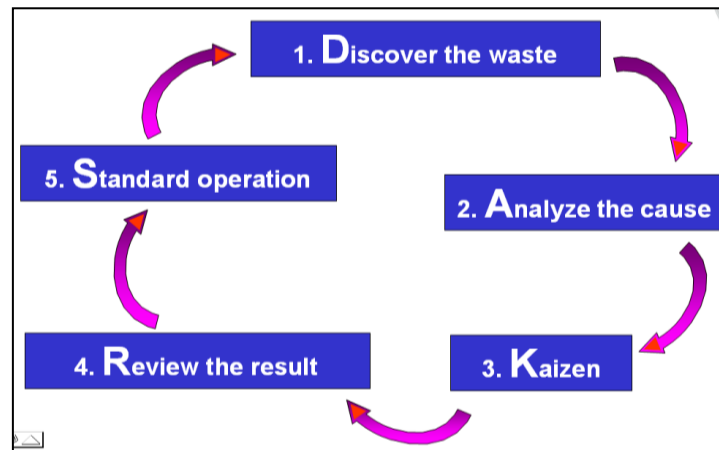 1. Discover the waste
2. Analyze the cause
3. Kaizen
4. Review the result
5. Standard operation